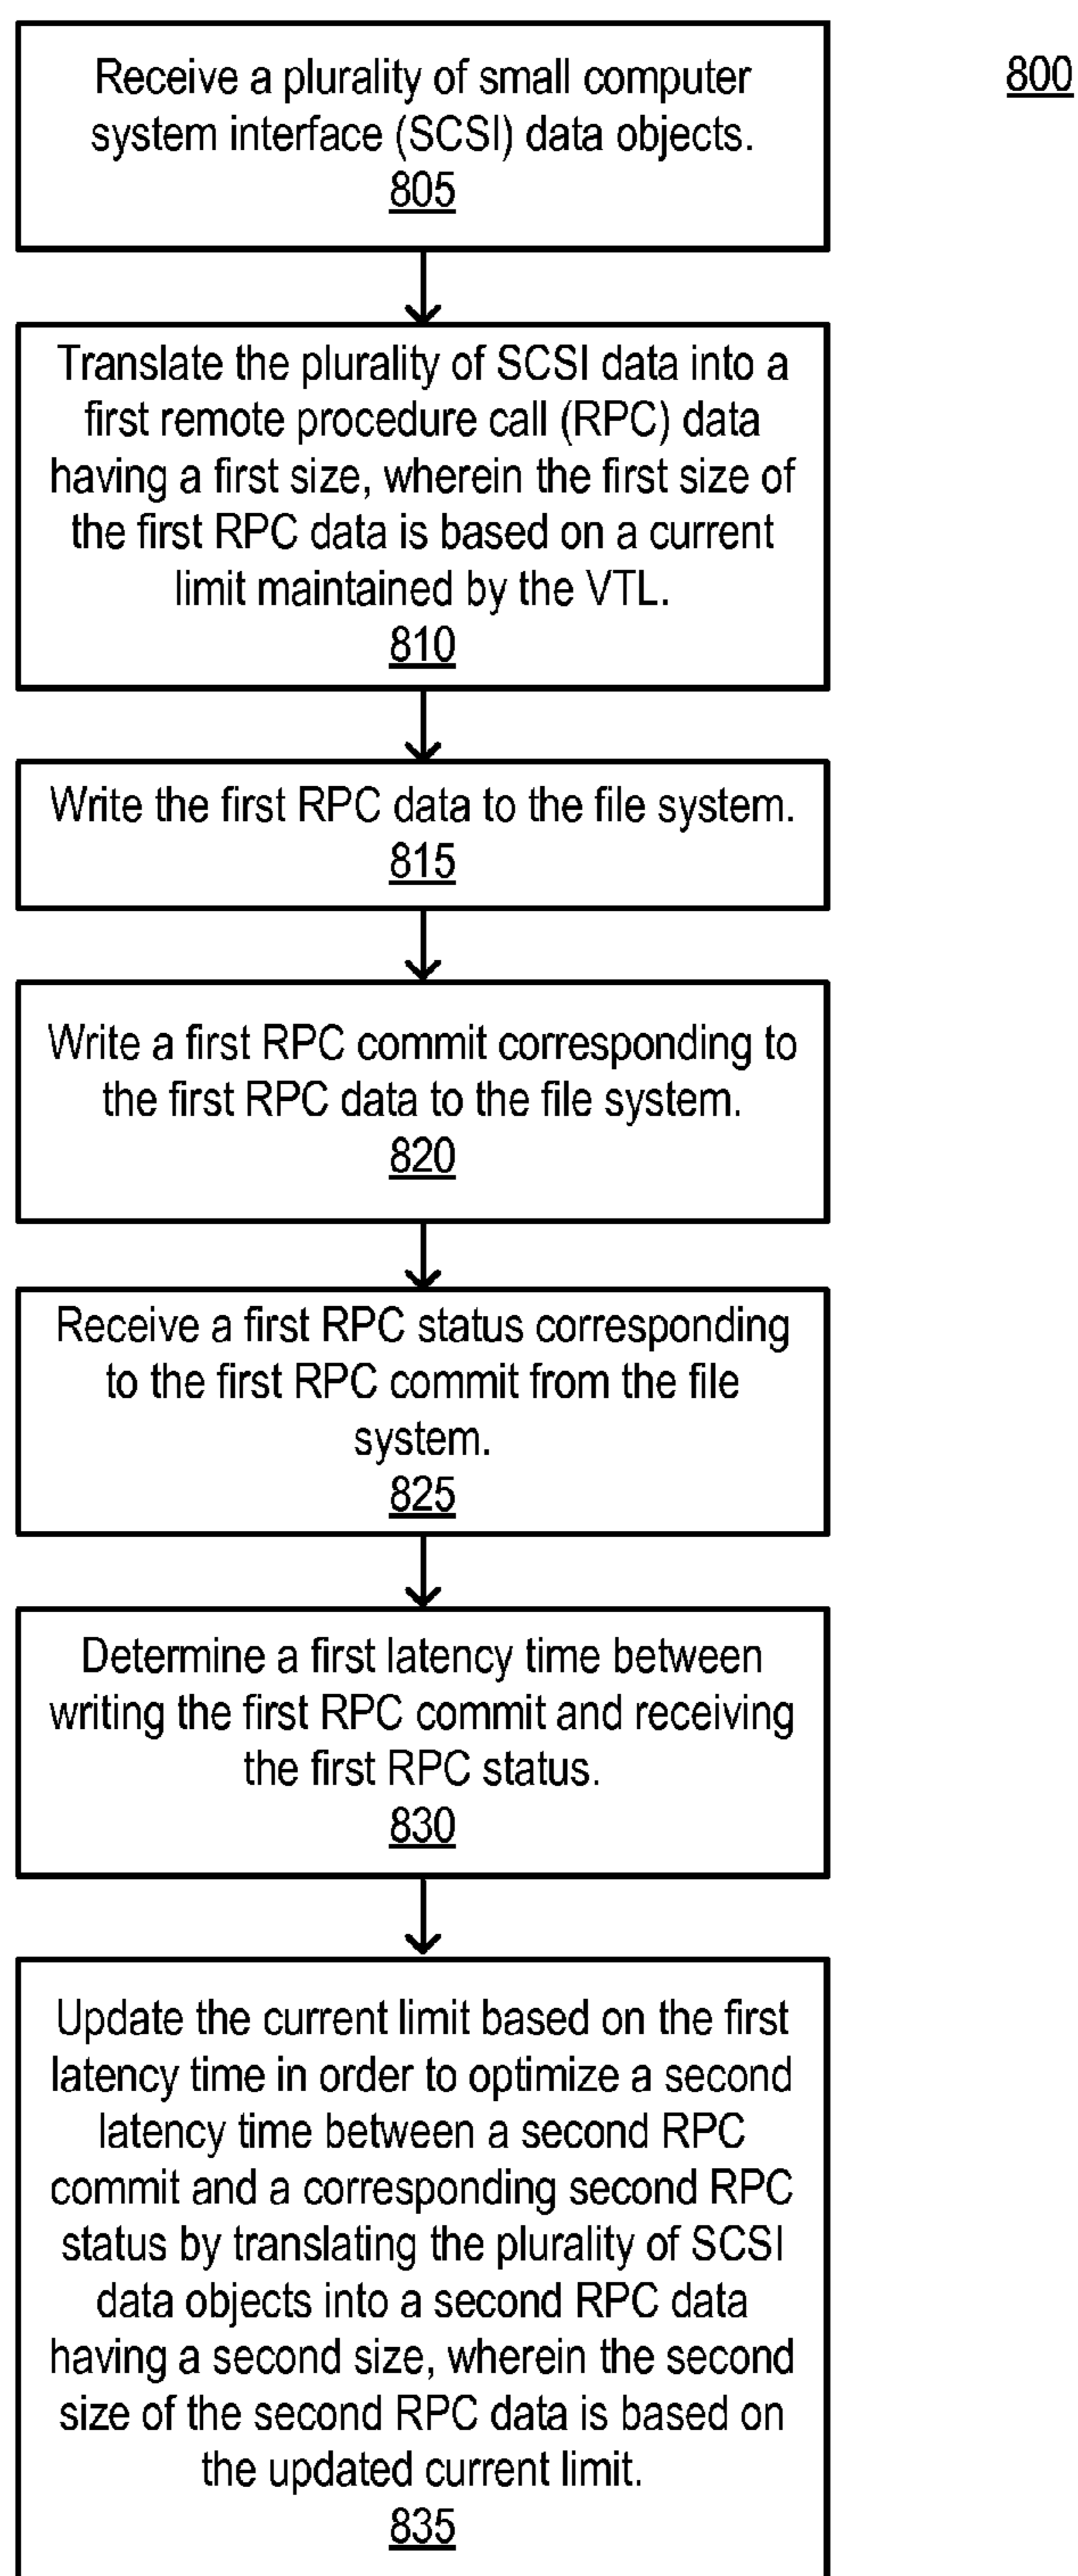 800
Receive a plurality of small computer
system interface (SCSI) data objects.
805
Translate the plurality of SCSI data into a
first remote procedure call (RPC) data
having a first size, wherein the first size of
the first RPC data is based on a current
limit maintained by the VTL.
810
Write the first RPC data to the file system.
815
Write a first RPC commit corresponding to
the first RPC data to the file system.
820
Receive a first RPC status corresponding
to the first RPC commit from the file
system.
825
Determine a first latency time between
writing the first RPC commit and receiving
the first RPC status.
830
Update the current limit based on the first
latency time in order to optimize a second
latency time between a second RPC
commit and a corresponding second RPC
status by translating the plurality of SCSI
data objects into a second RPC data
having a second size, wherein the second
size of the second RPC data is based on
the updated current limit.
835